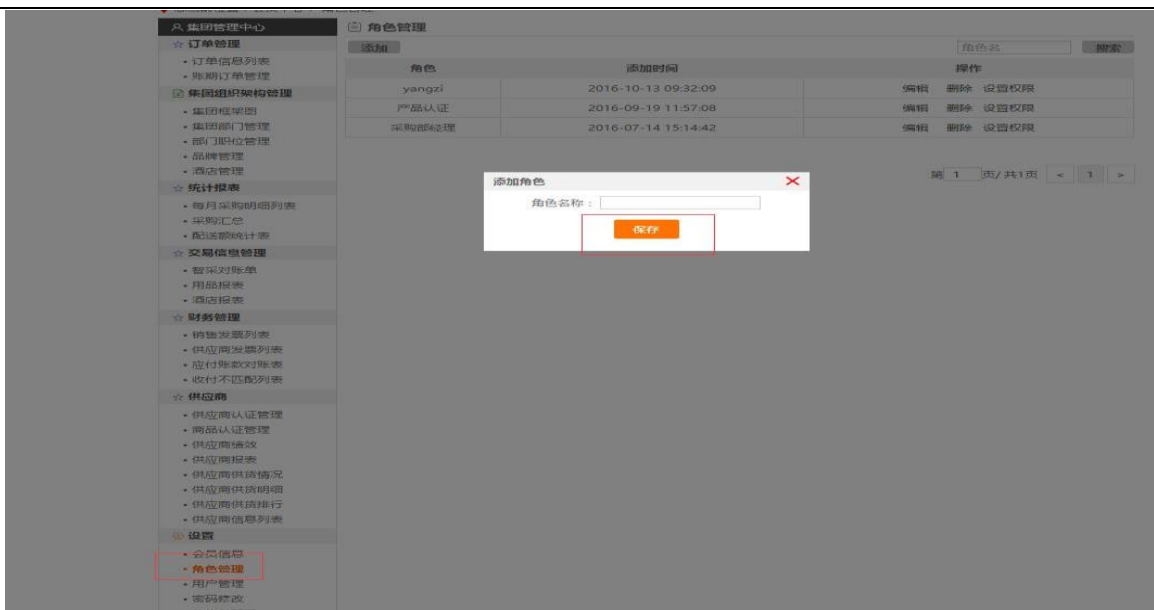 集团管理中心
订单管理
• 订单信息列表
• 账期订单管理
集团组织架构管理
• 集团框架图
• 集团部门管理
• 部门职位管理
• 品牌管理
• 酒店管理
统计报表
• 每月采购明细列表
• 采购汇总
• 配送额统计表
交易信息管理
• 智采对账单
• 用品报表
• 酒店报表
财务管理
• 销售发票列表
• 供应商发票列表
• 应付账款对账表
• 收付不匹配列表
供应商
• 供应商认证管理
• 商品认证管理
• 供应商绩效
• 供应商报表
• 供应商供货情况
• 供应商供货明细
• 供应商供货排行
• 供应商信息列表
设置
• 会员信息
• 角色管理
• 用户管理
• 密码修改
角色管理
添加 角色名 搜索
角色 添加时间 操作
yangzi 2016-10-13 09:32:09 编辑 删除 设置权限
产品认证 2016-09-19 11:57:08 编辑 删除 设置权限
采购部经理 2016-07-14 15:14:42 编辑 删除 设置权限
第 1 页/共1页 < 1 >
添加角色
角色名称：
保存